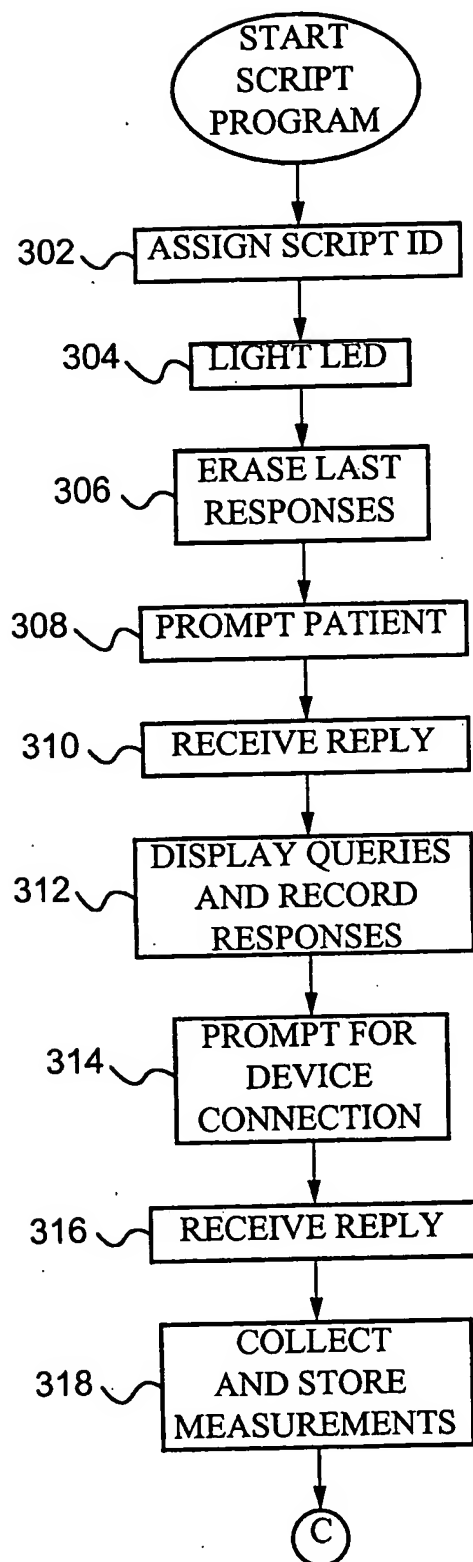 START
SCRIPT
PROGRAM
302
ASSIGN SCRIPT ID
304
LIGHT LED
306
ERASE LAST
RESPONSES
308
PROMPT PATIENT
310
RECEIVE REPLY
312
DISPLAY QUERIES
AND RECORD
RESPONSES
314
PROMPT FOR
DEVICE
CONNECTION
316
RECEIVE REPLY
318
COLLECT
AND STORE
MEASUREMENTS
C